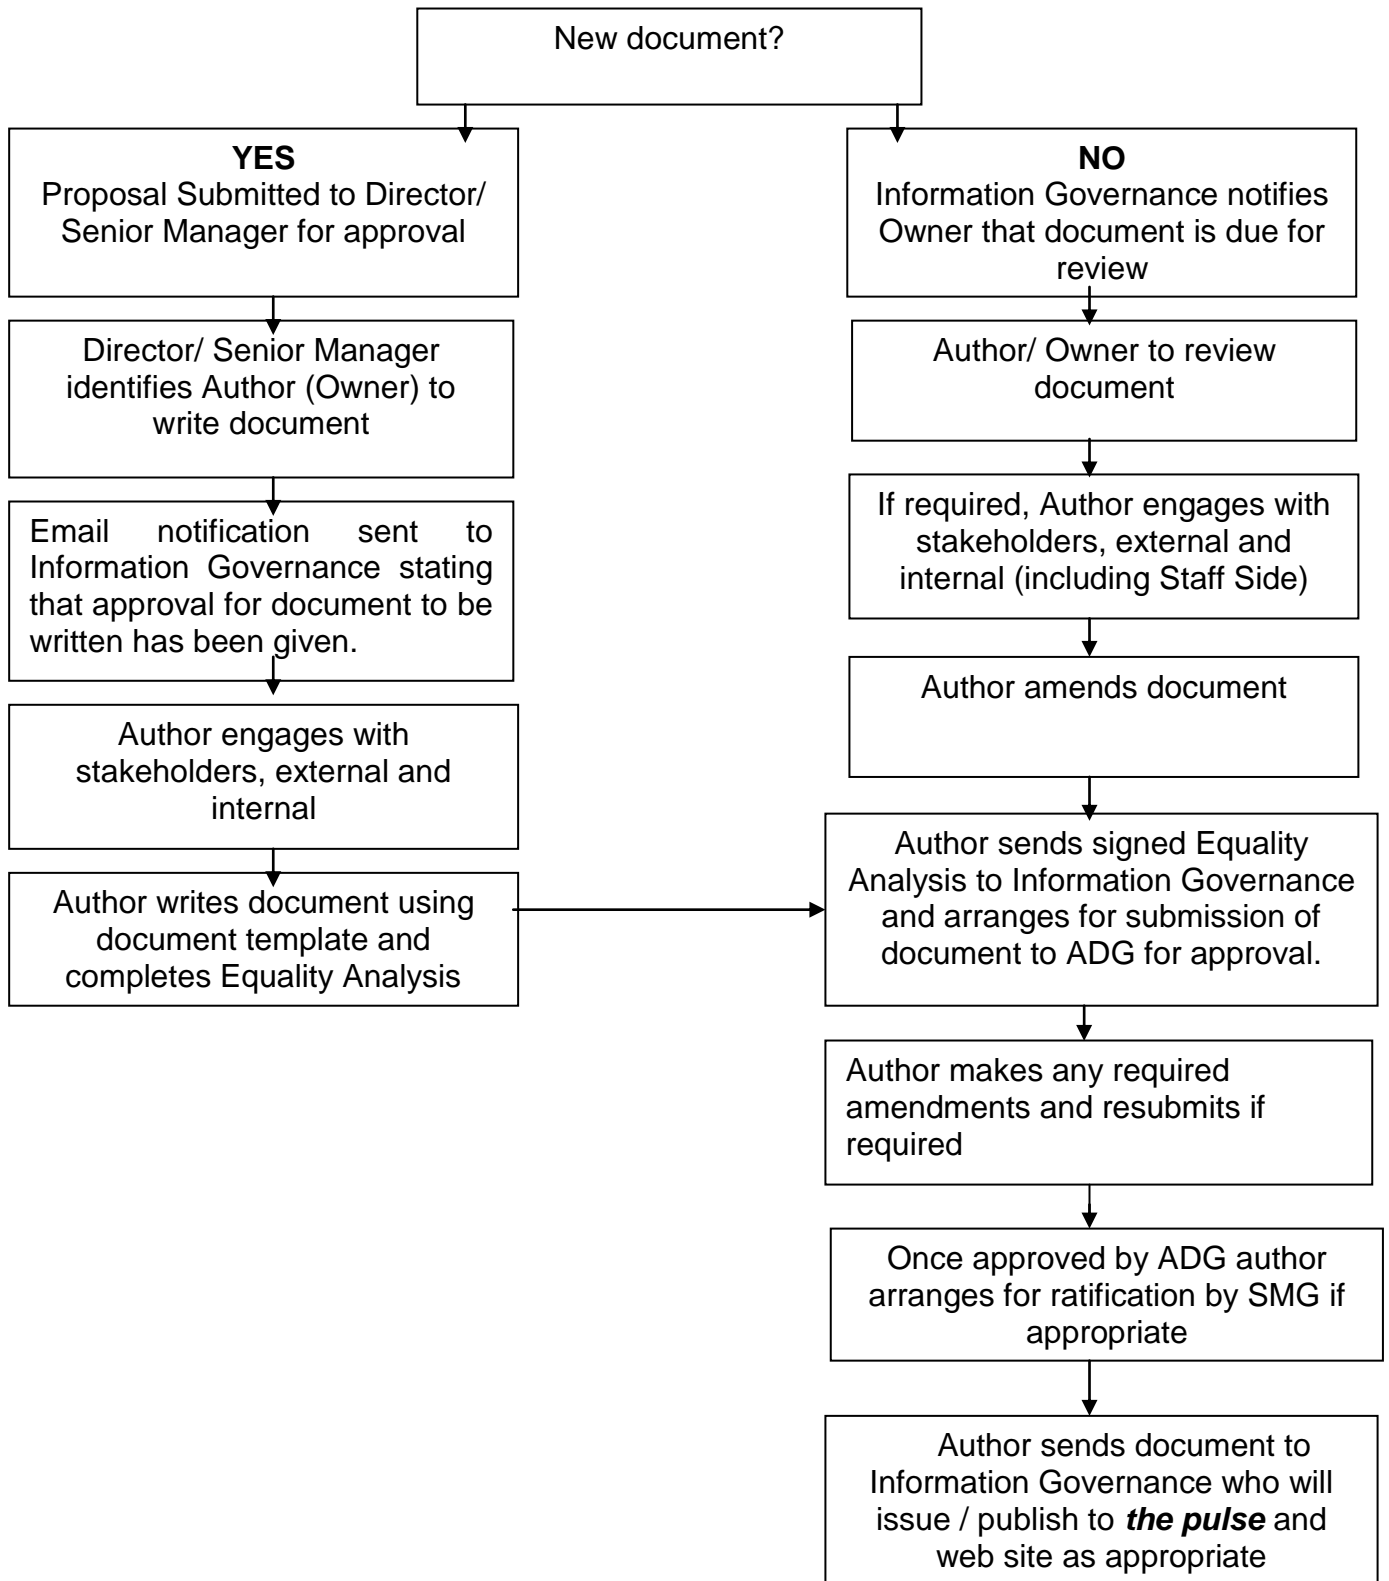 New document?
YES
Proposal Submitted to Director/
Senior Manager for approval
Director/ Senior Manager
identifies Author (Owner) to
write document
Email notification sent to
Information Governance stating
that approval for document to be
written has been given.
Author engages with
stakeholders, external and
internal
Author writes document using
document template and
completes Equality Analysis
NO
Information Governance notifies
Owner that document is due for
review
Author/ Owner to review
document
If required, Author engages with
stakeholders, external and
internal (including Staff Side)
Author amends document
Author sends signed Equality
Analysis to Information Governance
and arranges for submission of
document to ADG for approval.
Author makes any required
amendments and resubmits if
required
Once approved by ADG author
arranges for ratification by SMG if
appropriate
Author sends document to
Information Governance who will
issue / publish to the pulse and
web site as appropriate